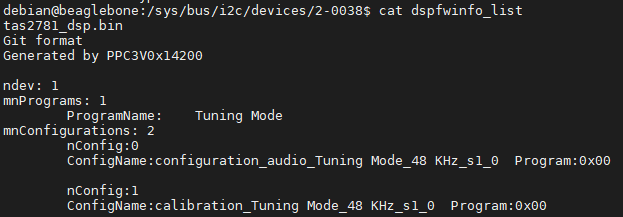 debian@beaglebone:/sys/bus/i2c/devices/2-0038$ cat dspfwinfo_list
tas2781_dsp.bin
Git format
Generated by PPC3V0x14200
ndev: 1
mnPrograms: 1
ProgramName: Tuning Mode
mnConfigurations: 2
nConfig:0
ConfigName:configuration_audio_Tuning Mode_48 KHz_s1_0 Program:0x00
nConfig:1
ConfigName:calibration_Tuning Mode_48 KHz_s1_0 Program:0x00